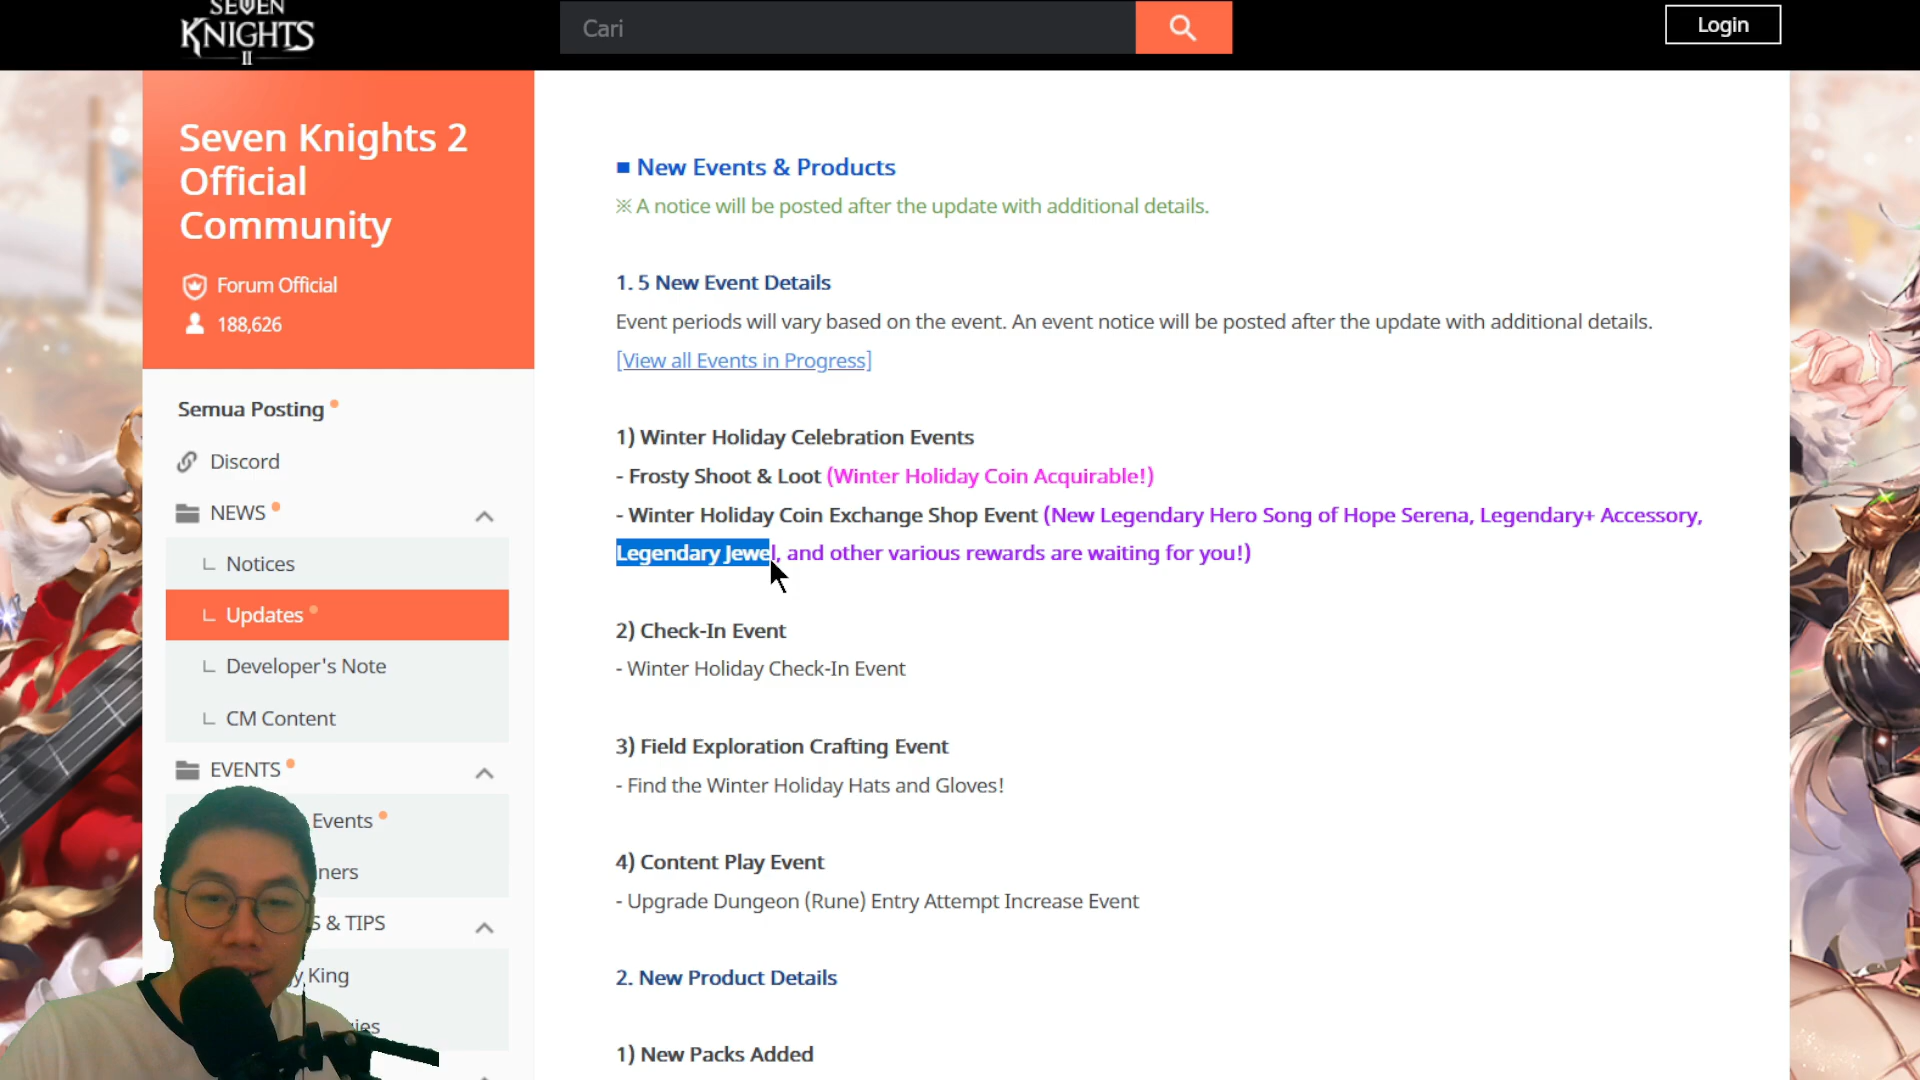 SEVEN
KNIGHTS
II
Cari
Login
Seven Knights 2
Official
Community
Forum Official
188,626
Semua Posting
Discord
NEWS
Notices
Updates
Developer's Note
CM Content
EVENTS
Events
ners
S & TIPS
y King
ies
■ New Events & Products
※ A notice will be posted after the update with additional details.
1. 5 New Event Details
Event periods will vary based on the event. An event notice will be posted after the update with additional details.
[View all Events in Progress]
1) Winter Holiday Celebration Events
- Frosty Shoot & Loot (Winter Holiday Coin Acquirable!)
- Winter Holiday Coin Exchange Shop Event (New Legendary Hero Song of Hope Serena, Legendary+ Accessory,
Legendary Jewel, and other various rewards are waiting for you!)
2) Check-In Event
- Winter Holiday Check-In Event
3) Field Exploration Crafting Event
- Find the Winter Holiday Hats and Gloves!
4) Content Play Event
- Upgrade Dungeon (Rune) Entry Attempt Increase Event
2. New Product Details
1) New Packs Added